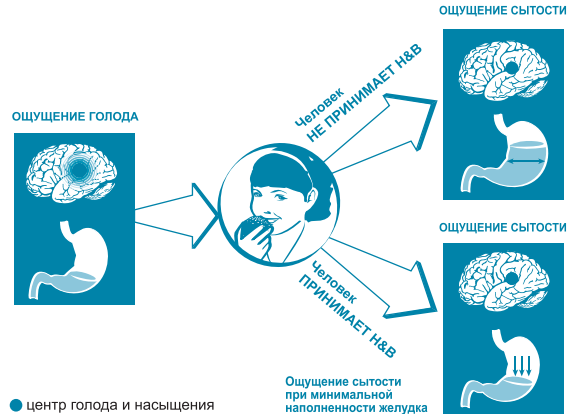 ОЩУЩЕНИЕ СЫТОСТИ
Человек
НЕ ПРИНИМАЕТ H&B
ОЩУЩЕНИЕ ГОЛОДА
ОЩУЩЕНИЕ СЫТОСТИ
Человек
ПРИНИМАЕТ H&B
Ощущение сытости
при минимальной
наполненности желудка
центр голода и насыщения